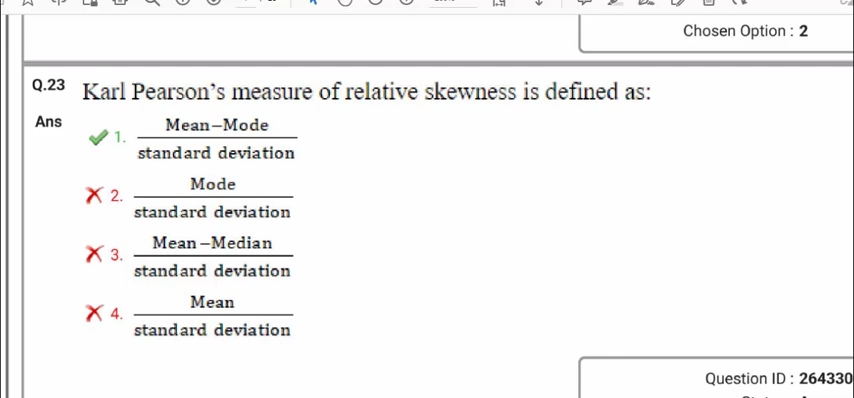 Chosen Option : 2
Q.23 Karl Pearson's measure of relative skewness is defined as:
Ans
1. Mean–Mode
standard deviation
2. Mode
standard deviation
3. Mean–Median
standard deviation
4. Mean
standard deviation
Question ID : 264330